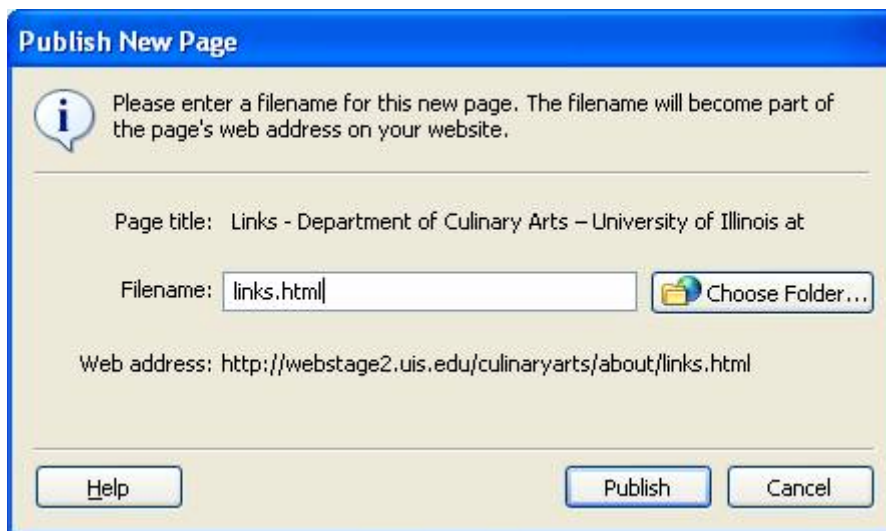 Publish New Page
Please enter a filename for this new page. The filename will become part of
the page's web address on your website.
Page title: Links - Department of Culinary Arts – University of Illinois at
Filename: links.html Choose Folder...
Web address: http://webstage2.uis.edu/culinaryarts/about/links.html
Help Publish Cancel